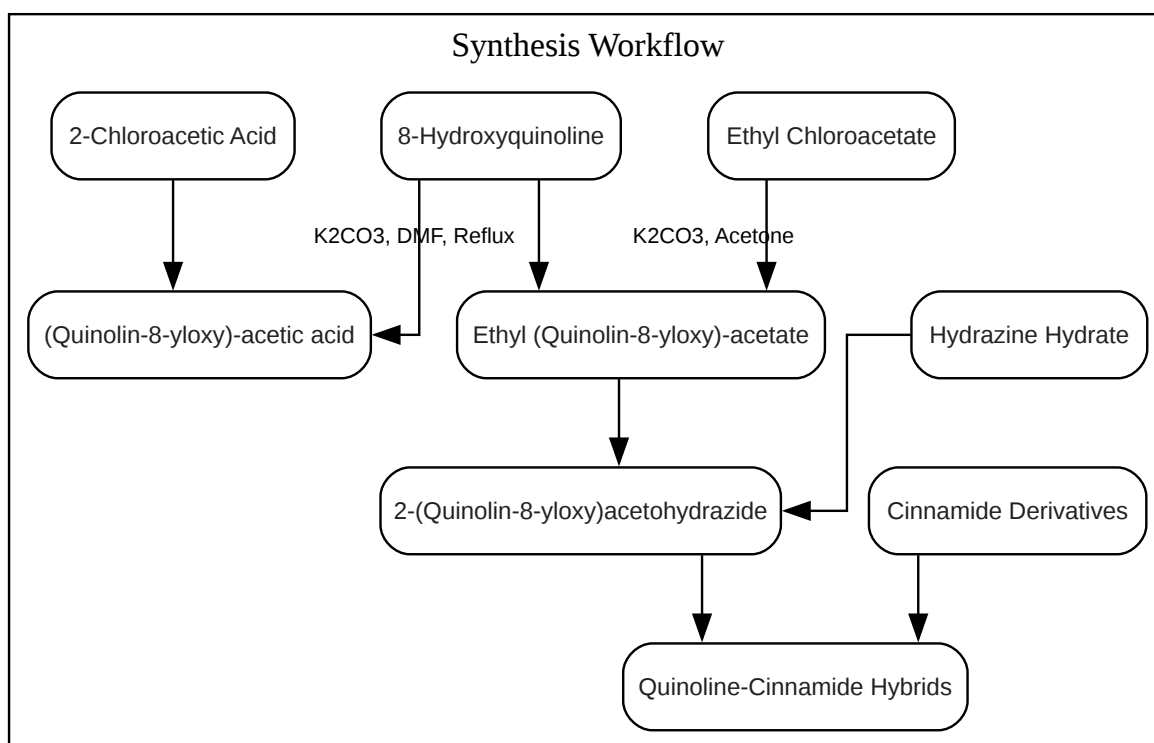 Synthesis Workflow
2-Chloroacetic Acid
8-Hydroxyquinoline
Ethyl Chloroacetate
K2CO3, DMF, Reflux
K2CO3, Acetone
(Quinolin-8-yloxy)-acetic acid
Ethyl (Quinolin-8-yloxy)-acetate
Hydrazine Hydrate
2-(Quinolin-8-yloxy)acetohydrazide
Cinnamide Derivatives
Quinoline-Cinnamide Hybrids